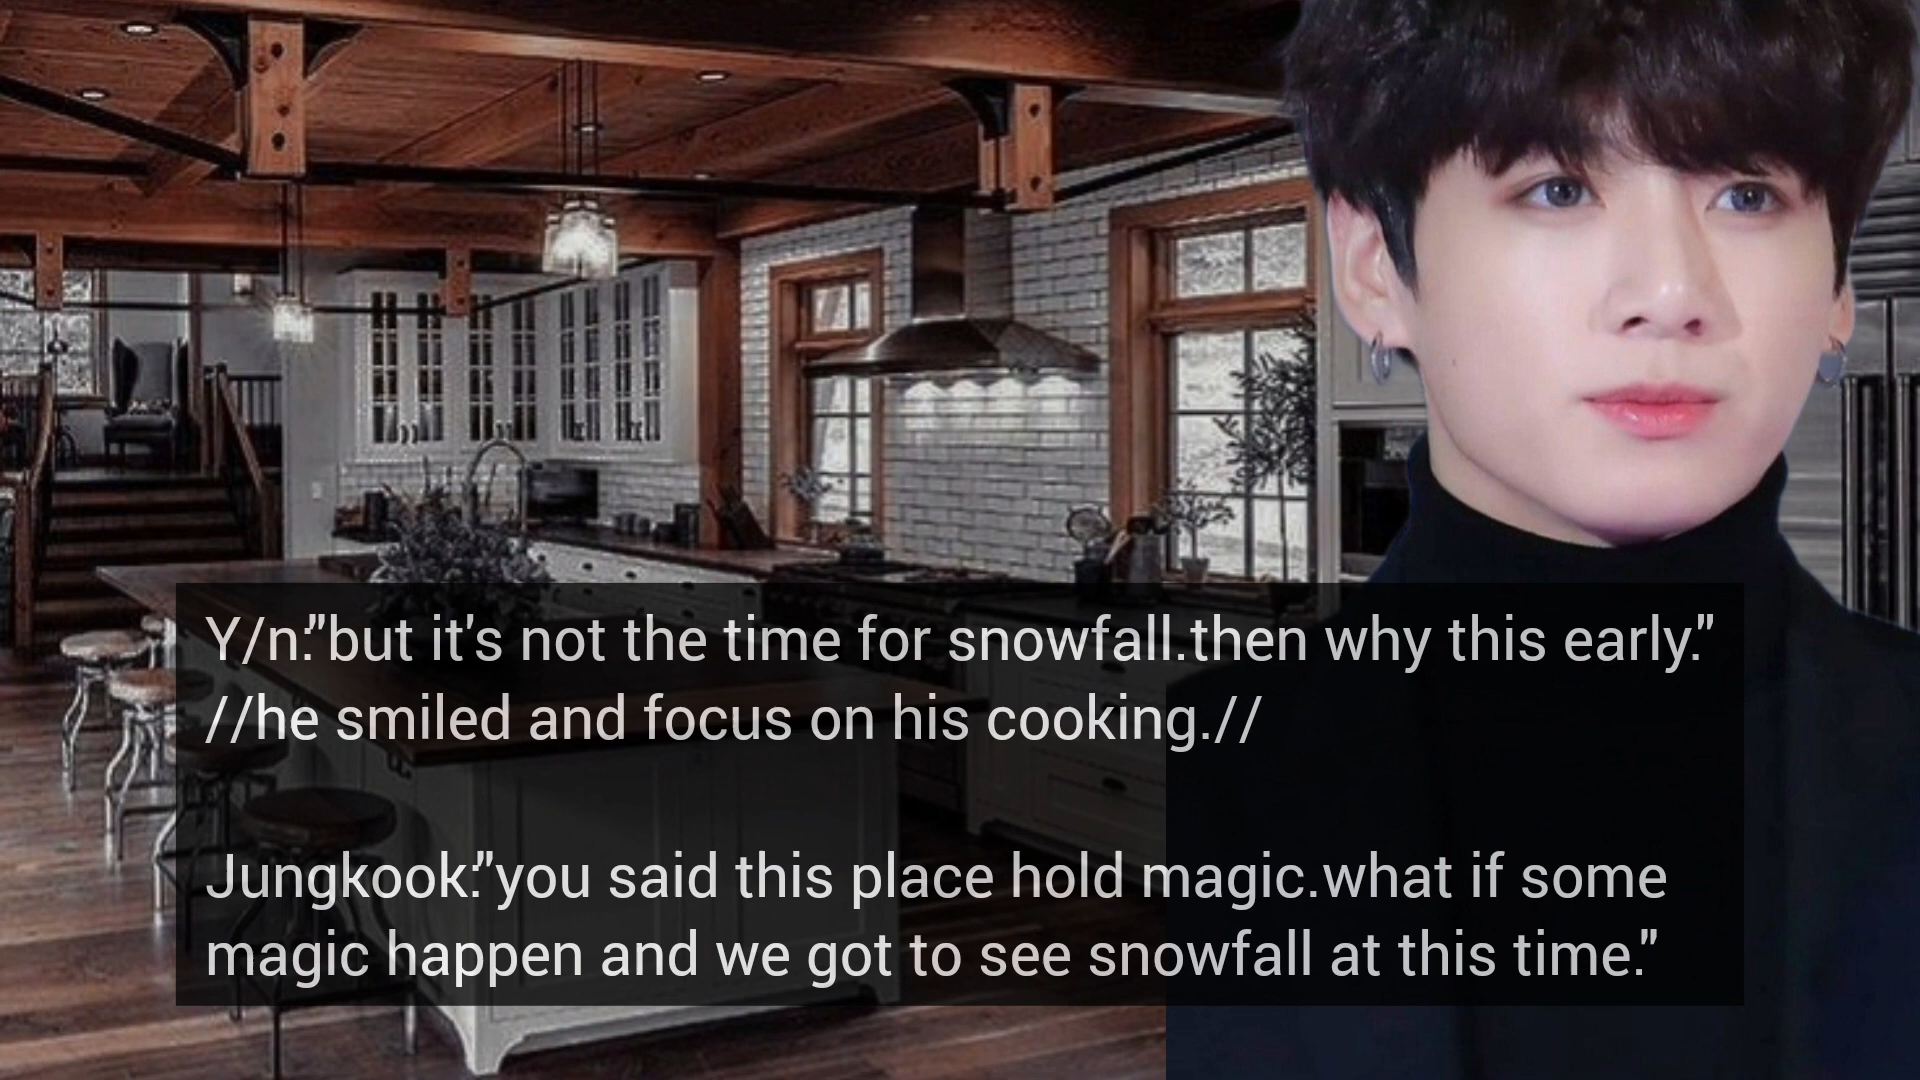 Y/n:"but it's not the time for snowfall.then why this early."
//he smiled and focus on his cooking.//
Jungkook:"you said this place hold magic.what if some
magic happen and we got to see snowfall at this time."